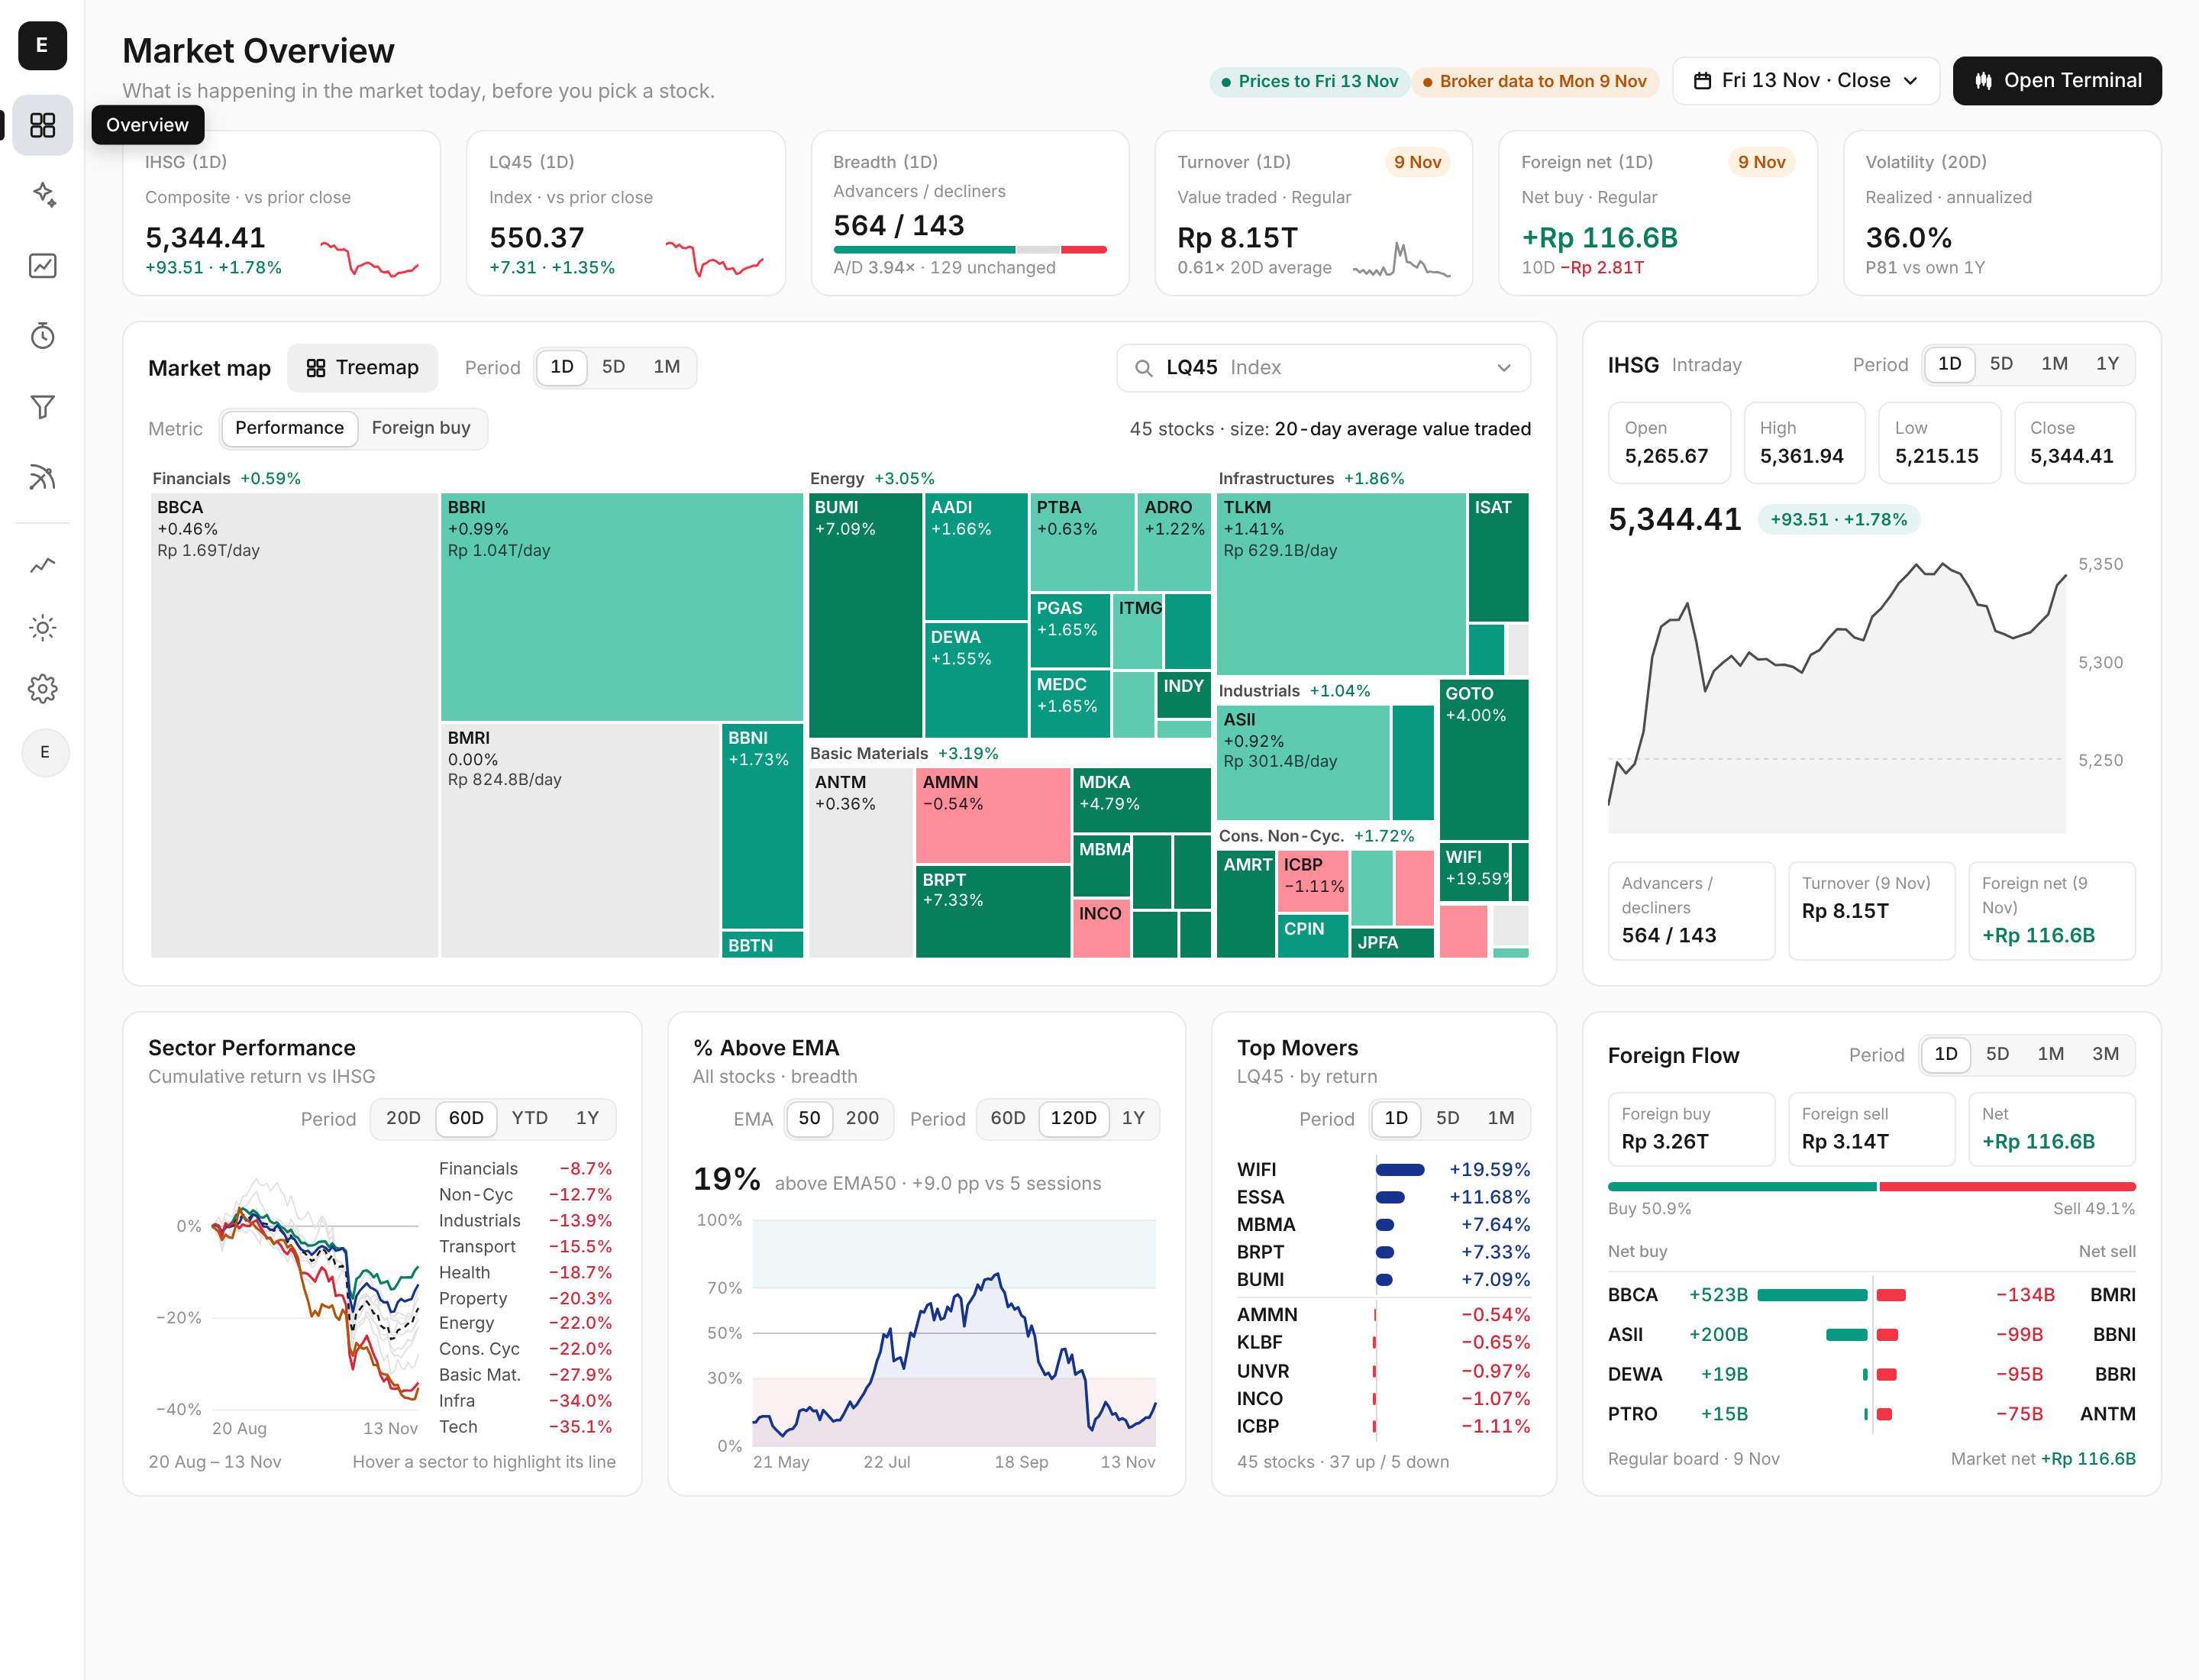 E
Market Overview
What is happening in the market today, before you pick a stock.
Prices to Fri 13 Nov
Broker data to Mon 9 Nov
Fri 13 Nov · Close
Open Terminal
Overview
IHSG (1D)
Composite · vs prior close
5,344.41
+93.51 · +1.78%
LQ45 (1D)
Index · vs prior close
550.37
+7.31 · +1.35%
Breadth (1D)
Advancers / decliners
564 / 143
A/D 3.94× · 129 unchanged
Turnover (1D)
9 Nov
Value traded · Regular
Rp 8.15T
0.61× 20D average
Foreign net (1D)
9 Nov
Net buy · Regular
+Rp 116.6B
10D −Rp 2.81T
Volatility (20D)
Realized · annualized
36.0%
P81 vs own 1Y
Market map
Treemap
Period
1D 5D 1M
LQ45 Index
Metric
Performance
Foreign buy
45 stocks · size: 20-day average value traded
Financials +0.59%
BBCA
+0.46%
Rp 1.69T/day
BBRI
+0.99%
Rp 1.04T/day
BMRI
0.00%
Rp 824.8B/day
BBNI
+1.73%
BBTN
Energy +3.05%
BUMI
+7.09%
AADI
+1.66%
PTBA
+0.63%
ADRO
+1.22%
DEWA
+1.55%
PGAS
+1.65%
ITMG
MEDC
+1.65%
INDY
Basic Materials +3.19%
ANTM
+0.36%
AMMN
−0.54%
MDKA
+4.79%
BRPT
+7.33%
MBMA
INCO
Infrastructures +1.86%
TLKM
+1.41%
Rp 629.1B/day
ISAT
Industrials +1.04%
ASII
+0.92%
Rp 301.4B/day
GOTO
+4.00%
Cons. Non-Cyc. +1.72%
AMRT
ICBP
−1.11%
CPIN
JPFA
WIFI
+19.59%
IHSG Intraday
Period
1D 5D 1M 1Y
Open
5,265.67
High
5,361.94
Low
5,215.15
Close
5,344.41
5,344.41
+93.51 · +1.78%
5,350
5,300
5,250
Advancers /
decliners
564 / 143
Turnover (9 Nov)
Rp 8.15T
Foreign net (9
Nov)
+Rp 116.6B
E
Sector Performance
Cumulative return vs IHSG
Period
20D 60D YTD 1Y
0%
−20%
−40%
20 Aug
13 Nov
Financials −8.7%
Non-Cyc −12.7%
Industrials −13.9%
Transport −15.5%
Health −18.7%
Property −20.3%
Energy −22.0%
Cons. Cyc −22.0%
Basic Mat. −27.9%
Infra −34.0%
Tech −35.1%
20 Aug – 13 Nov
Hover a sector to highlight its line
% Above EMA
All stocks · breadth
EMA
50 200
Period
60D 120D 1Y
19% above EMA50 · +9.0 pp vs 5 sessions
100%
70%
50%
30%
0%
21 May
22 Jul
18 Sep
13 Nov
Top Movers
LQ45 · by return
Period
1D 5D 1M
WIFI +19.59%
ESSA +11.68%
MBMA +7.64%
BRPT +7.33%
BUMI +7.09%
AMMN −0.54%
KLBF −0.65%
UNVR −0.97%
INCO −1.07%
ICBP −1.11%
45 stocks · 37 up / 5 down
Foreign Flow
Period
1D 5D 1M 3M
Foreign buy
Rp 3.26T
Foreign sell
Rp 3.14T
Net
+Rp 116.6B
Buy 50.9%
Sell 49.1%
Net buy
Net sell
BBCA +523B −134B BMRI
ASII +200B −99B BBNI
DEWA +19B −95B BBRI
PTRO +15B −75B ANTM
Regular board · 9 Nov
Market net +Rp 116.6B